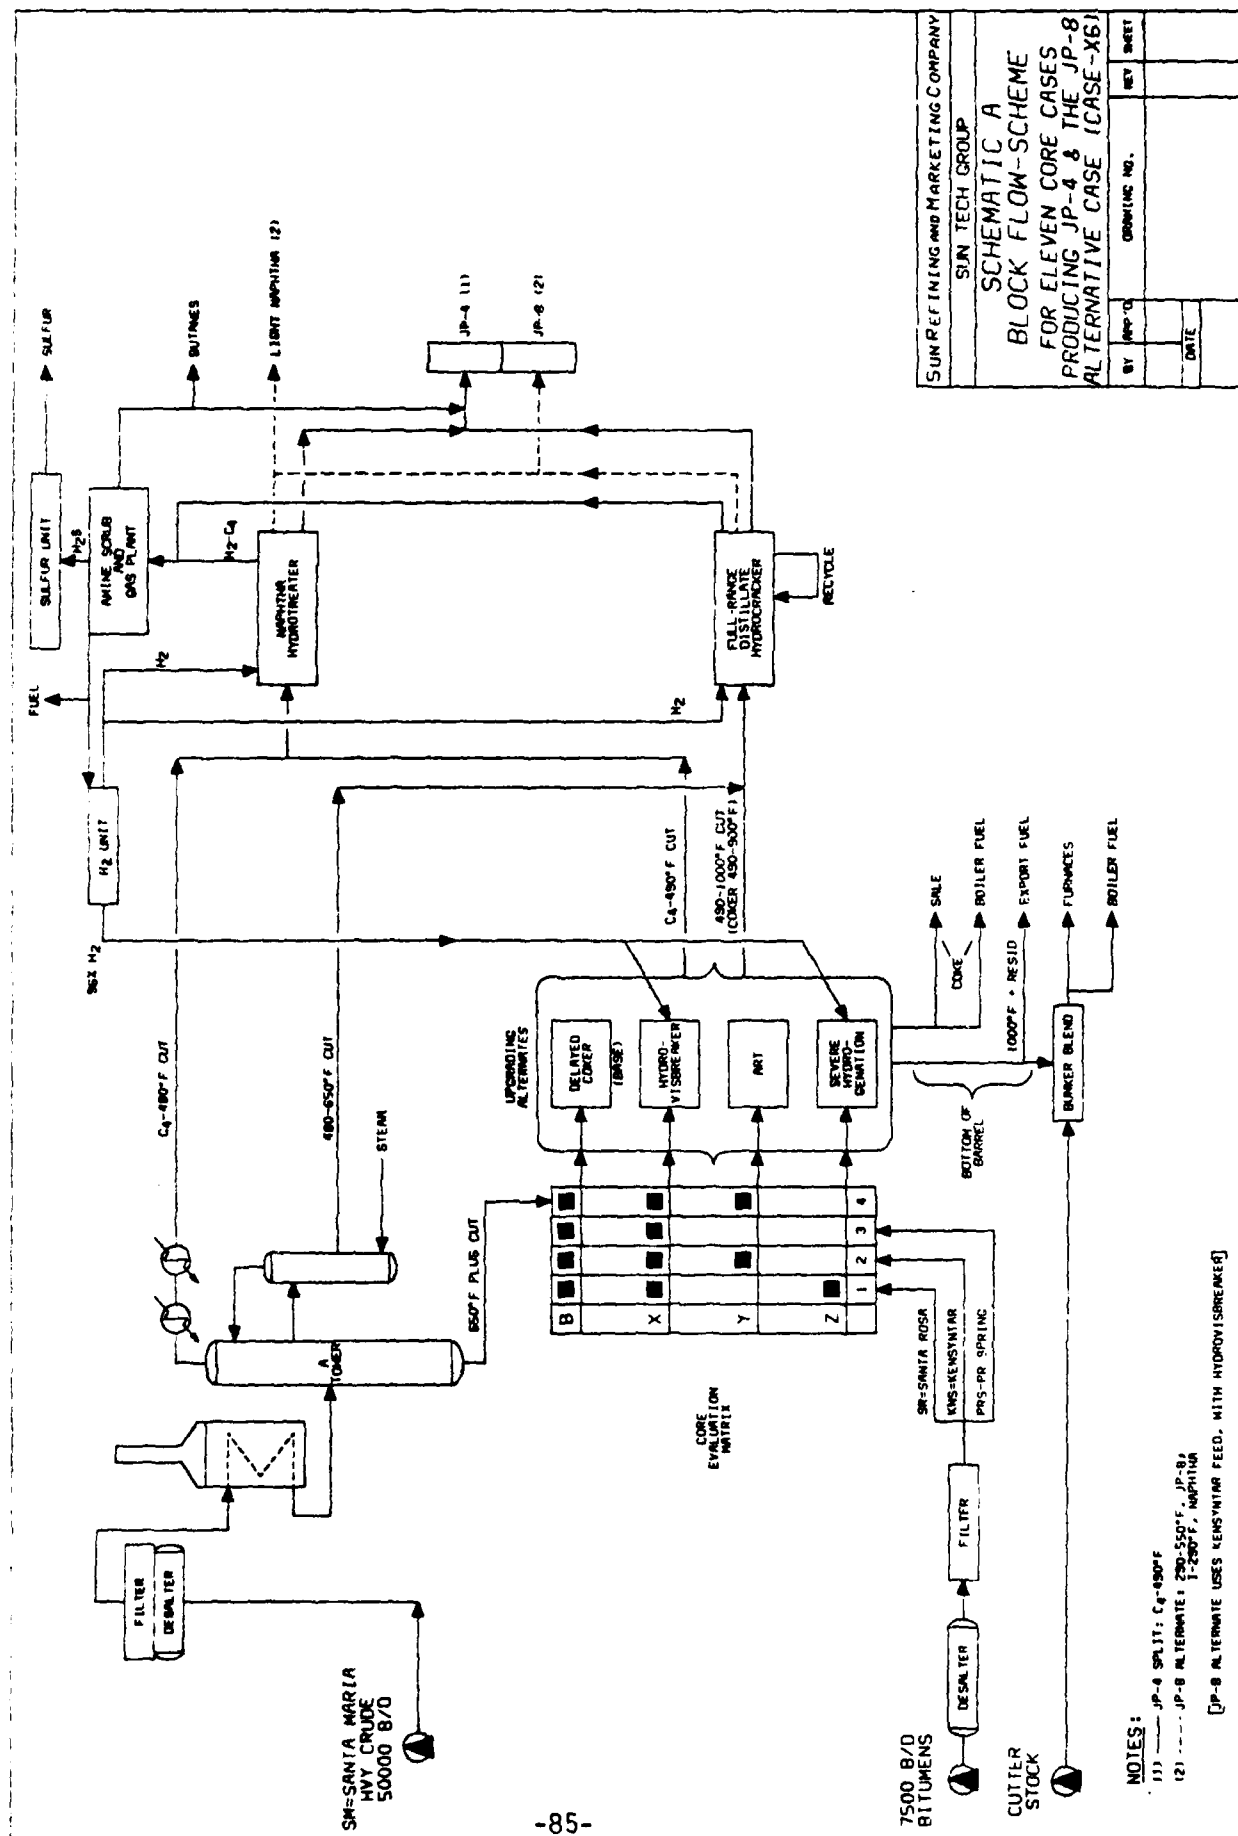 SULFUR
BUTANES
LIGHT NAPHTHA (2)
JP-4 (1)
JP-8 (2)
SULFUR UNIT
H2S
AMINE SCRUB
AND
GAS PLANT
H2-C4
NAPHTHA
HYDROTREATER
FULL-RANGE
DISTILLATE
HYDROCRACKER
RECYCLE
FUEL
H2
H2
H2 UNIT
96% H2
C4-490°F CUT
490-650°F CUT
STEAM
C4-490°F CUT
490-1000°F CUT
(COKER 490-900°F)
A
TOWER
650°F PLUS CUT
UPGRADING
ALTERNATES
DELAYED
COKER
(BASE)
HYDRO-
VISBREAKER
ART
SEVERE
HYDRO
GENATION
SALE
COKE
BOILER FUEL
1000°F + RESID
EXPORT FUEL
BOTTOM OF
BARREL
BUNKER BLEND
FURNACES
BOILER FUEL
CORE
EVALUATION
MATRIX
B
X
Y
Z
1
2
3
4
SR=SANTA ROSA
KWS=KENSYNTAR
PRS-PR SPRING
FILTER
DESALTER
SM=SANTA MARIA
HVY CRUDE
50000 B/D
7500 B/D
BITUMENS
DESALTER
FILTER
CUTTER
STOCK
NOTES:
(1) —— JP-4 SPLIT: C4-490°F
(2) ---- JP-8 ALTERNATE: 290-550°F, JP-8;
I-290°F, NAPHTHA
[JP-8 ALTERNATE USES KENSYNTAR FEED, WITH HYDROVISBREAKER]
SUN REFINING AND MARKETING COMPANY
SUN TECH GROUP
SCHEMATIC A
BLOCK FLOW-SCHEME
FOR ELEVEN CORE CASES
PRODUCING JP-4 & THE JP-8
ALTERNATIVE CASE (CASE-X6)
BY
APP'D
DRAWING NO.
REV
SHEET
DATE
-85-